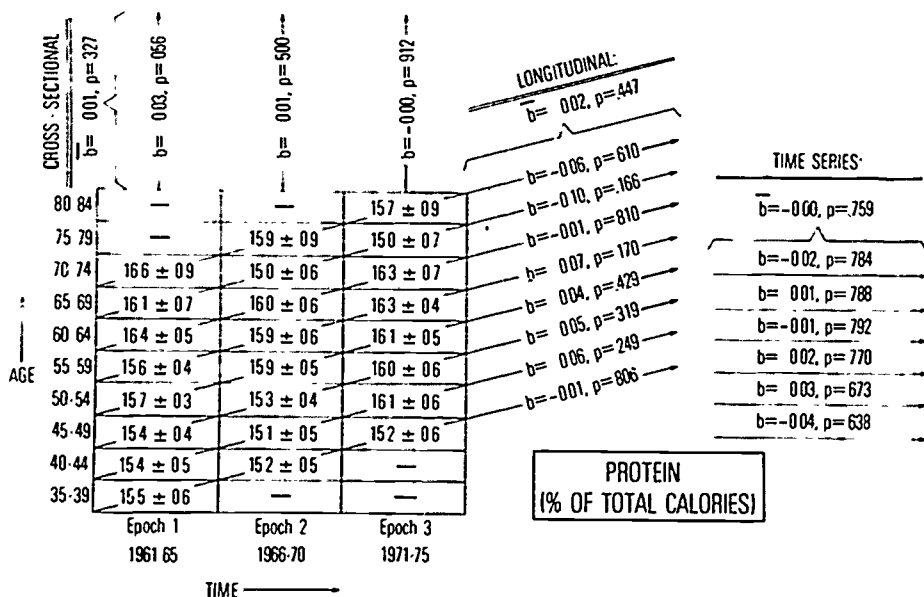 CROSS-SECTIONAL
b= 001, p=327
b= 003, p=056
b= 001, p=500
b=-000, p=912
LONGITUDINAL:
b= 002, p=.447
b=-006, p=610
b=-010, p=.166
b=-001, p=810
b= 007, p=170
b= 004, p=.429
b= 005, p=319
b= 006, p=249
b=-001, p=806
TIME SERIES:
b=-000, p=.759
b=-002, p=784
b= 001, p=788
b=-001, p=792
b= 002, p=770
b= 003, p=673
b=-004, p=638
AGE
80 84 — — 157 ± 09
75 79 — 159 ± 09 150 ± 07
70 74 166 ± 09 150 ± 06 163 ± 07
65 69 161 ± 07 160 ± 06 163 ± 04
60 64 164 ± 05 159 ± 06 161 ± 05
55 59 156 ± 04 159 ± 05 160 ± 06
50-54 157 ± 03 153 ± 04 161 ± 06
45-49 154 ± 04 151 ± 05 152 ± 06
40-44 154 ± 05 152 ± 05 —
35-39 155 ± 06 — —
Epoch 1 Epoch 2 Epoch 3
1961 65 1966-70 1971-75
TIME
PROTEIN
(% OF TOTAL CALORIES)